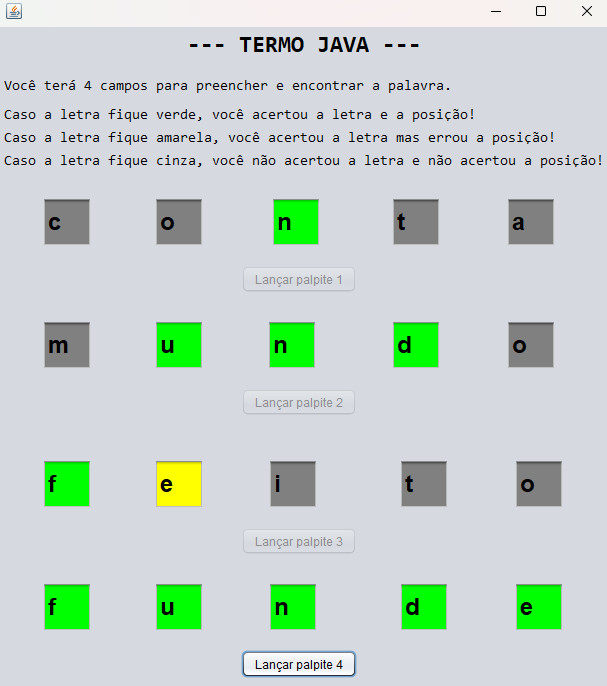 --- TERMO JAVA ---
Você terá 4 campos para preencher e encontrar a palavra.
Caso a letra fique verde, você acertou a letra e a posição!
Caso a letra fique amarela, você acertou a letra mas errou a posição!
Caso a letra fique cinza, você não acertou a letra e não acertou a posição!
c o n t a
Lançar palpite 1
m u n d o
Lançar palpite 2
f e i t o
Lançar palpite 3
f u n d e
Lançar palpite 4